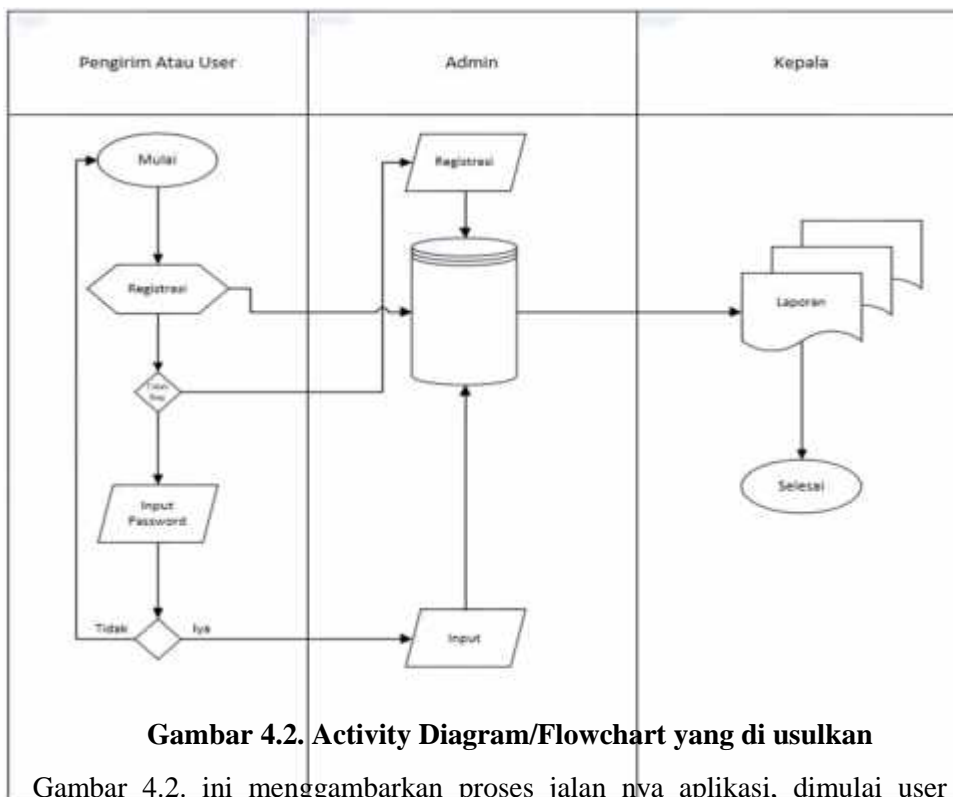 Pengirim Atau User
Admin
Kepala
Mulai
Registrasi
Registrasi
Laporan
Input
Password
Selesai
Tidak
Iya
Input
Gambar 4.2. Activity Diagram/Flowchart yang di usulkan
Gambar 4.2. ini menggambarkan proses jalan nya aplikasi, dimulai user